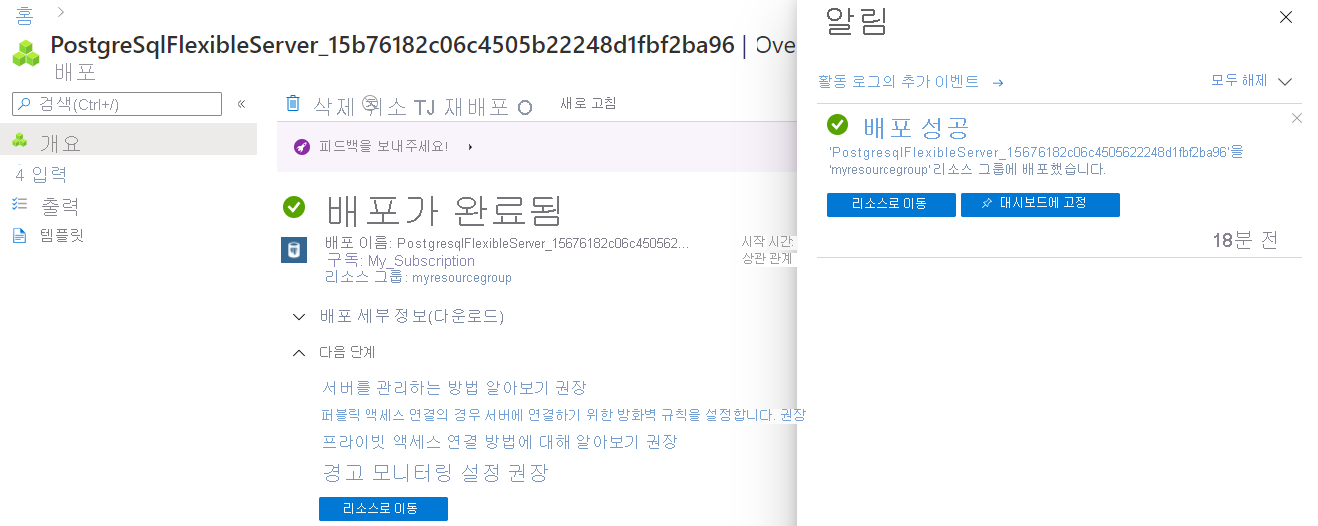 홈 >
PostgreSqlFlexibleServer_15b76182c06c4505b22248d1fbf2ba96 | Ove
배포
검색(Ctrl+/) «
개요
4 입력
출력
템플릿
삭제 취소 TJ 재배포 O 새로 고침
피드백을 보내주세요!
배포가 완료됨
배포 이름: PostgresqlFlexibleServer_15676182c06c450562...
구독: My_Subscription
리소스 그룹: myresourcegroup
시작 시간:
상관 관계
배포 세부 정보(다운로드)
다음 단계
서버를 관리하는 방법 알아보기 권장
퍼블릭 액세스 연결의 경우 서버에 연결하기 위한 방화벽 규칙을 설정합니다. 권장
프라이빗 액세스 연결 방법에 대해 알아보기 권장
경고 모니터링 설정 권장
리소스로 이동
알림
활동 로그의 추가 이벤트 →
모두 해제
배포 성공
'PostgresqlFlexibleServer_15676182c06c4505622248d1fbf2ba96'을
'myresourcegroup' 리소스 그룹에 배포했습니다.
리소스로 이동
대시보드에 고정
18분 전